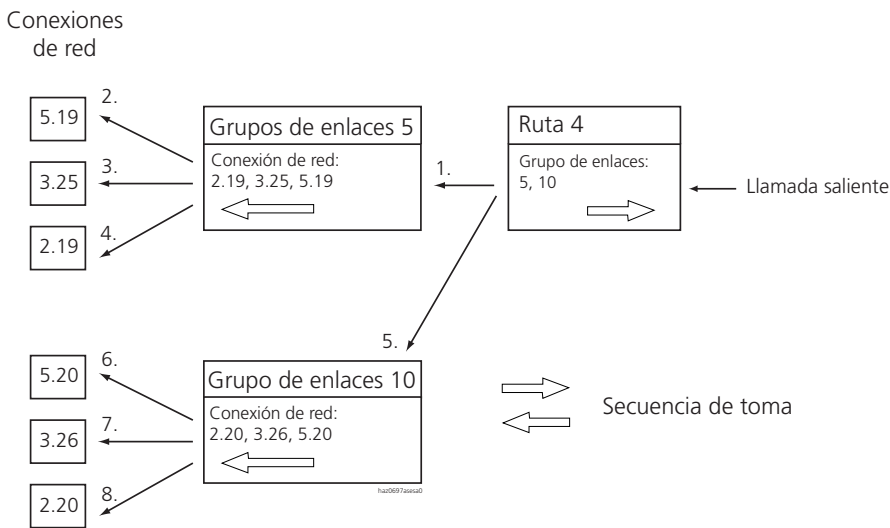 Conexiones
de red
5.19
2.
3.25
3.
2.19
4.
Grupos de enlaces 5
Conexión de red:
2.19, 3.25, 5.19
1.
Ruta 4
Grupo de enlaces:
5, 10
Llamada saliente
5.
5.20
6.
3.26
7.
2.20
8.
Grupo de enlaces 10
Conexión de red:
2.20, 3.26, 5.20
haz0697asesa0
Secuencia de toma